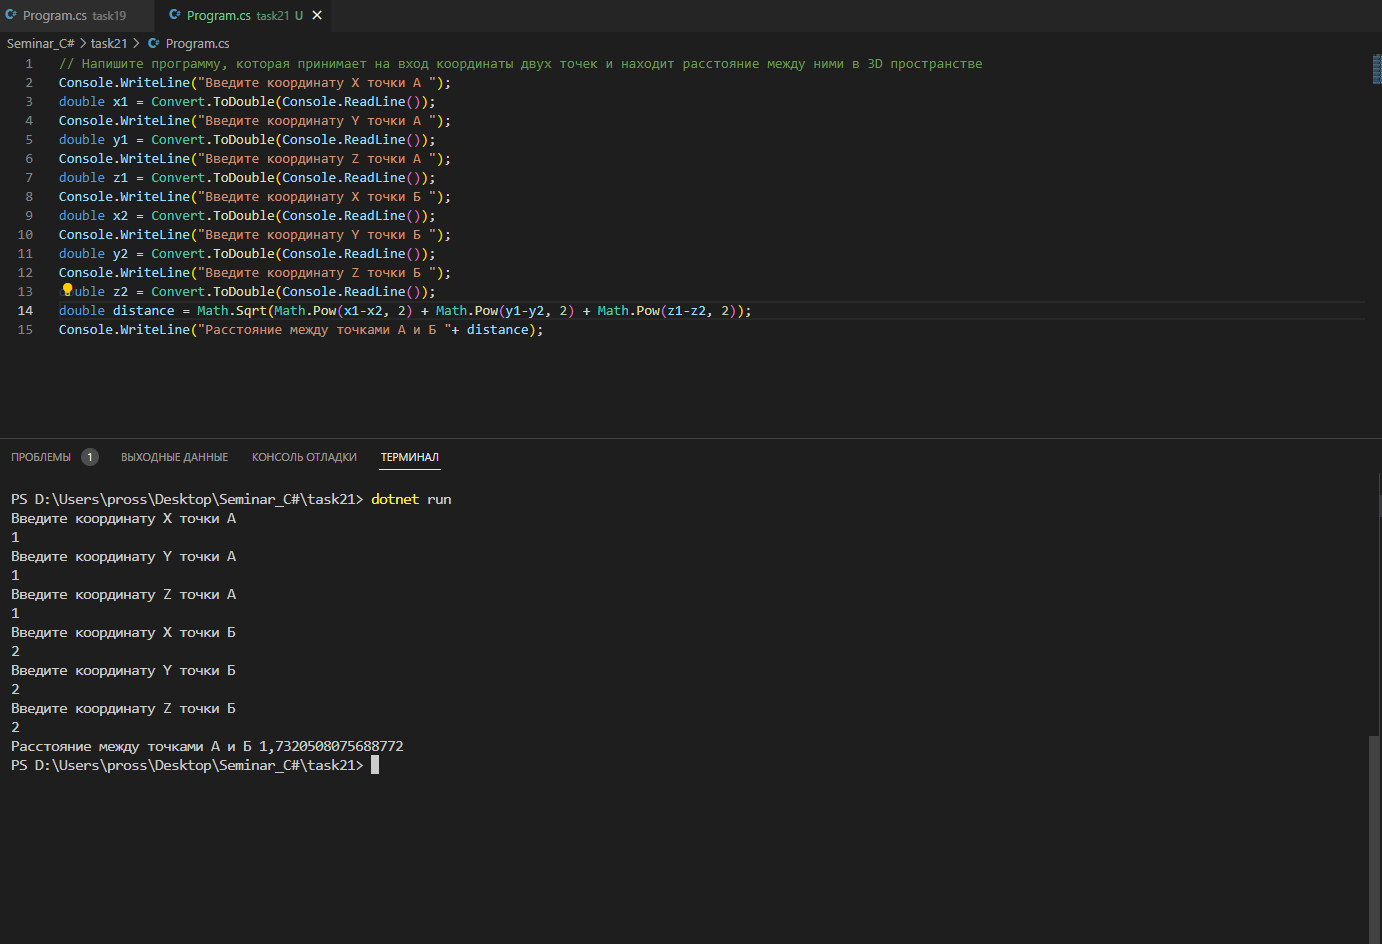 C# Program.cs task19
C# Program.cs task21 U ×
Seminar_C# > task21 > C# Program.cs
1 // Напишите программу, которая принимает на вход координаты двух точек и находит расстояние между ними в 3D пространстве
2 Console.WriteLine("Введите координату X точки А ");
3 double x1 = Convert.ToDouble(Console.ReadLine());
4 Console.WriteLine("Введите координату Y точки А ");
5 double y1 = Convert.ToDouble(Console.ReadLine());
6 Console.WriteLine("Введите координату Z точки А ");
7 double z1 = Convert.ToDouble(Console.ReadLine());
8 Console.WriteLine("Введите координату X точки Б ");
9 double x2 = Convert.ToDouble(Console.ReadLine());
10 Console.WriteLine("Введите координату Y точки Б ");
11 double y2 = Convert.ToDouble(Console.ReadLine());
12 Console.WriteLine("Введите координату Z точки Б ");
13 double z2 = Convert.ToDouble(Console.ReadLine());
14 double distance = Math.Sqrt(Math.Pow(x1-x2, 2) + Math.Pow(y1-y2, 2) + Math.Pow(z1-z2, 2));
15 Console.WriteLine("Расстояние между точками А и Б "+ distance);
ПРОБЛЕМЫ 1 ВЫХОДНЫЕ ДАННЫЕ КОНСОЛЬ ОТЛАДКИ ТЕРМИНАЛ
PS D:\Users\pross\Desktop\Seminar_C#\task21> dotnet run
Введите координату X точки А
1
Введите координату Y точки А
1
Введите координату Z точки А
1
Введите координату X точки Б
2
Введите координату Y точки Б
2
Введите координату Z точки Б
2
Расстояние между точками А и Б 1,7320508075688772
PS D:\Users\pross\Desktop\Seminar_C#\task21>